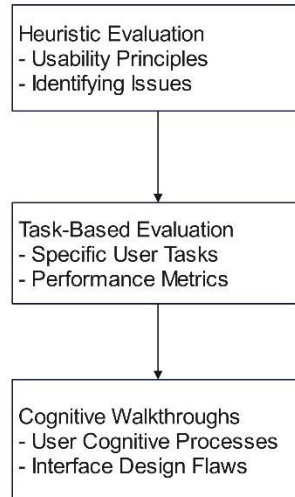 Heuristic Evaluation
- Usability Principles
- Identifying Issues
Task-Based Evaluation
- Specific User Tasks
- Performance Metrics
Cognitive Walkthroughs
- User Cognitive Processes
- Interface Design Flaws